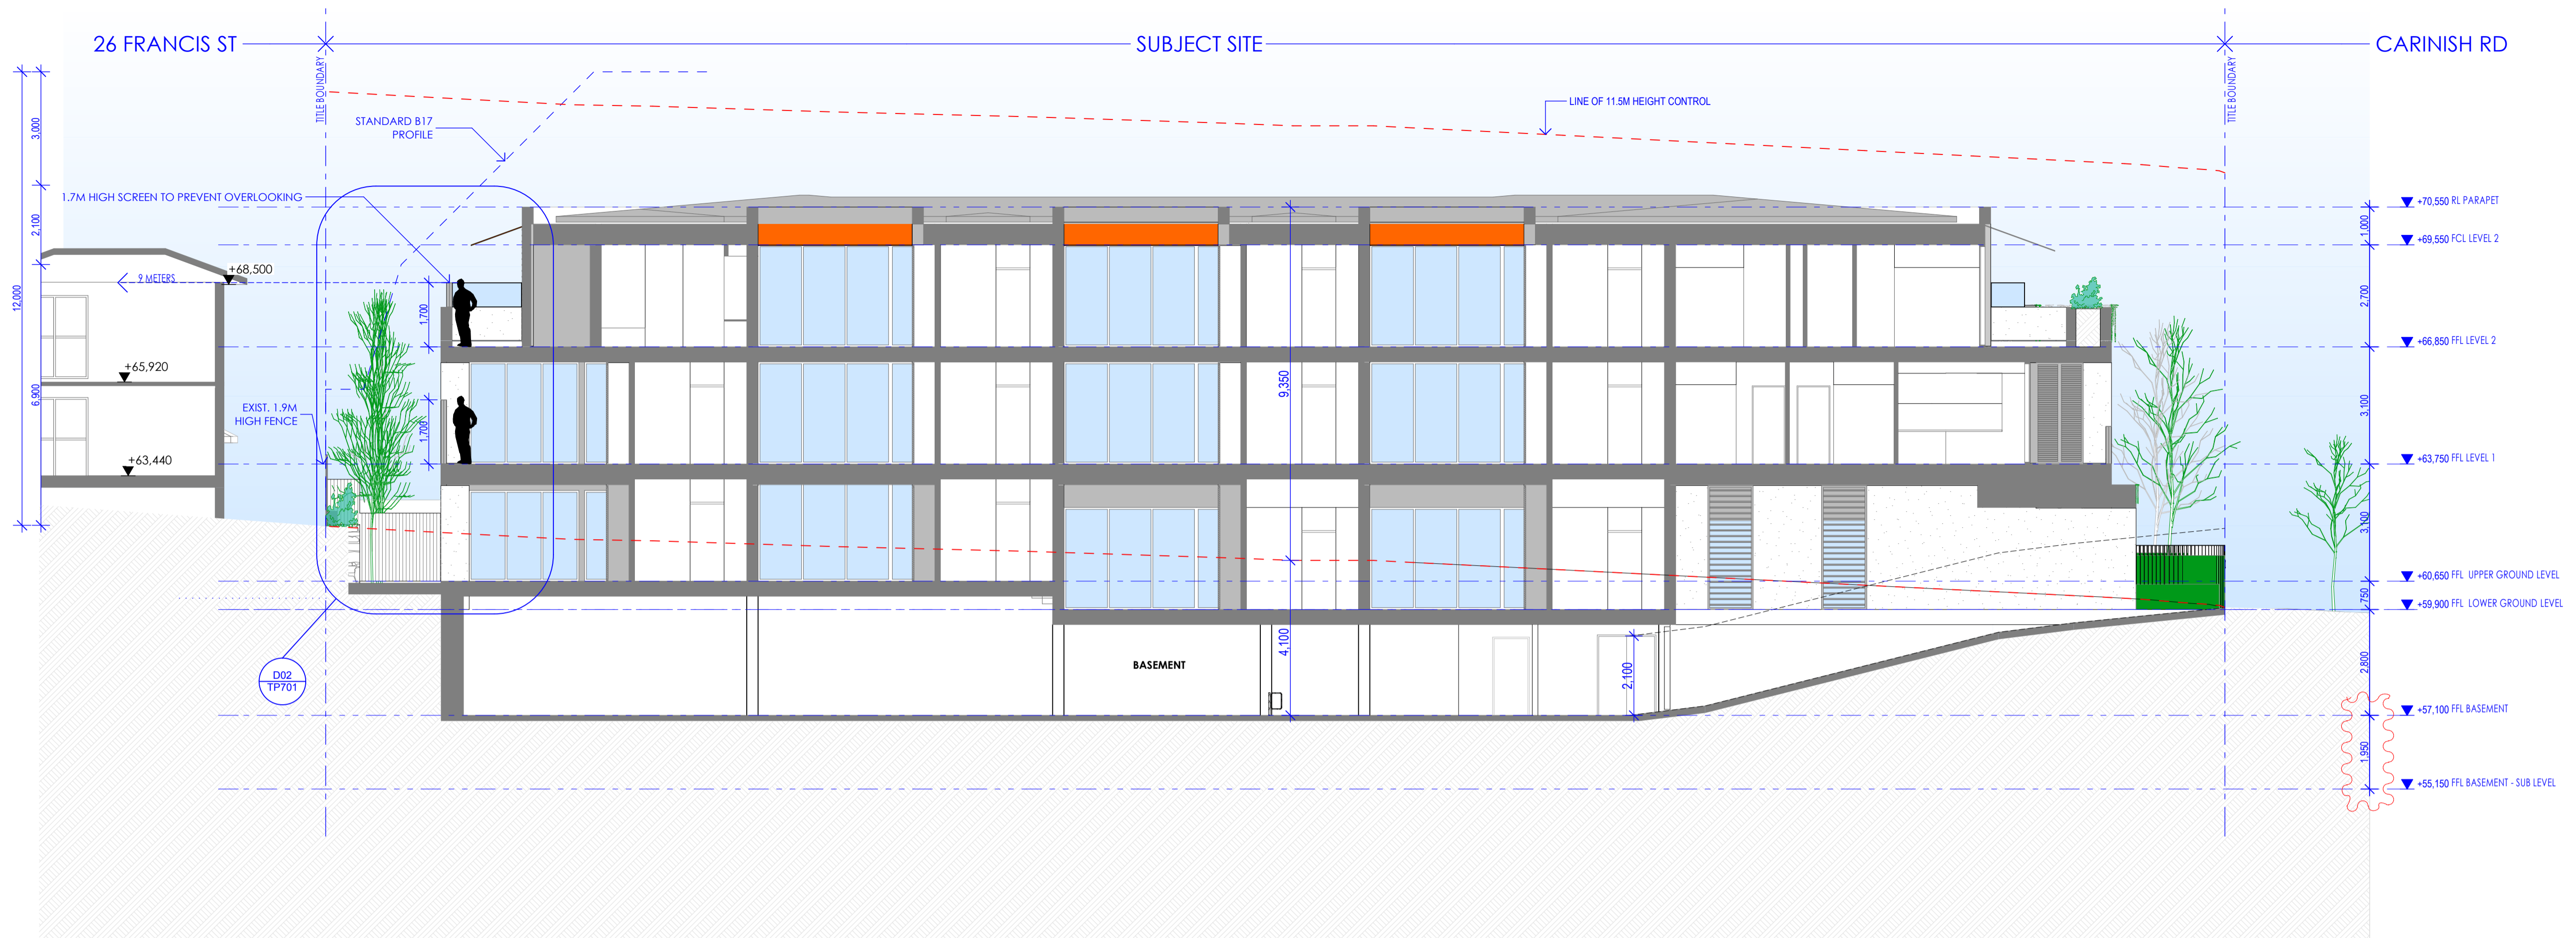 26 FRANCIS ST
SUBJECT SITE
CARINISH RD
TITLE BOUNDARY
TITLE BOUNDARY
STANDARD B17
PROFILE
LINE OF 11.5M HEIGHT CONTROL
1.7M HIGH SCREEN TO PREVENT OVERLOOKING
3,000
2,100
12,000
6,900
9 METERS
+68,500
+65,920
+63,440
EXIST. 1.9M
HIGH FENCE
1,700
1,700
9,350
4,100
2,100
BASEMENT
D02
TP701
+70,550 RL PARAPET
1,000
+69,550 FCL LEVEL 2
2,700
+66,850 FFL LEVEL 2
3,100
+63,750 FFL LEVEL 1
3,100
+60,650 FFL UPPER GROUND LEVEL
750
+59,900 FFL LOWER GROUND LEVEL
2,800
+57,100 FFL BASEMENT
1,950
+55,150 FFL BASEMENT - SUB LEVEL